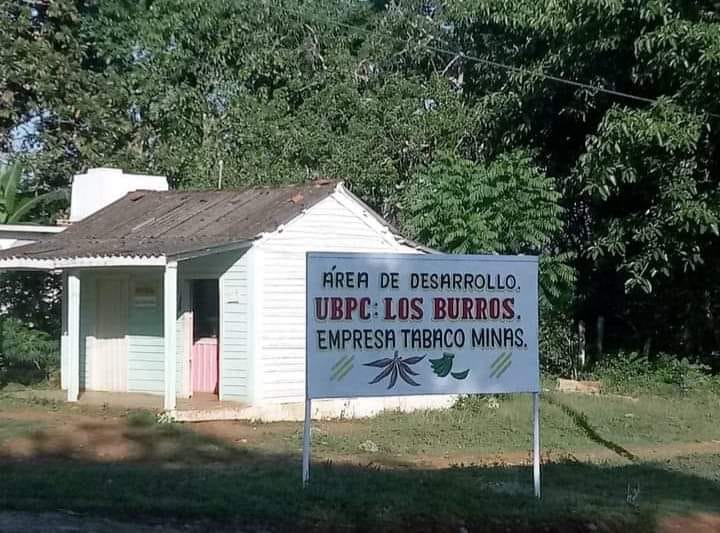 ÁREA DE DESARROLLO.
UBPC: LOS BURROS.
EMPRESA TABACO MINAS.